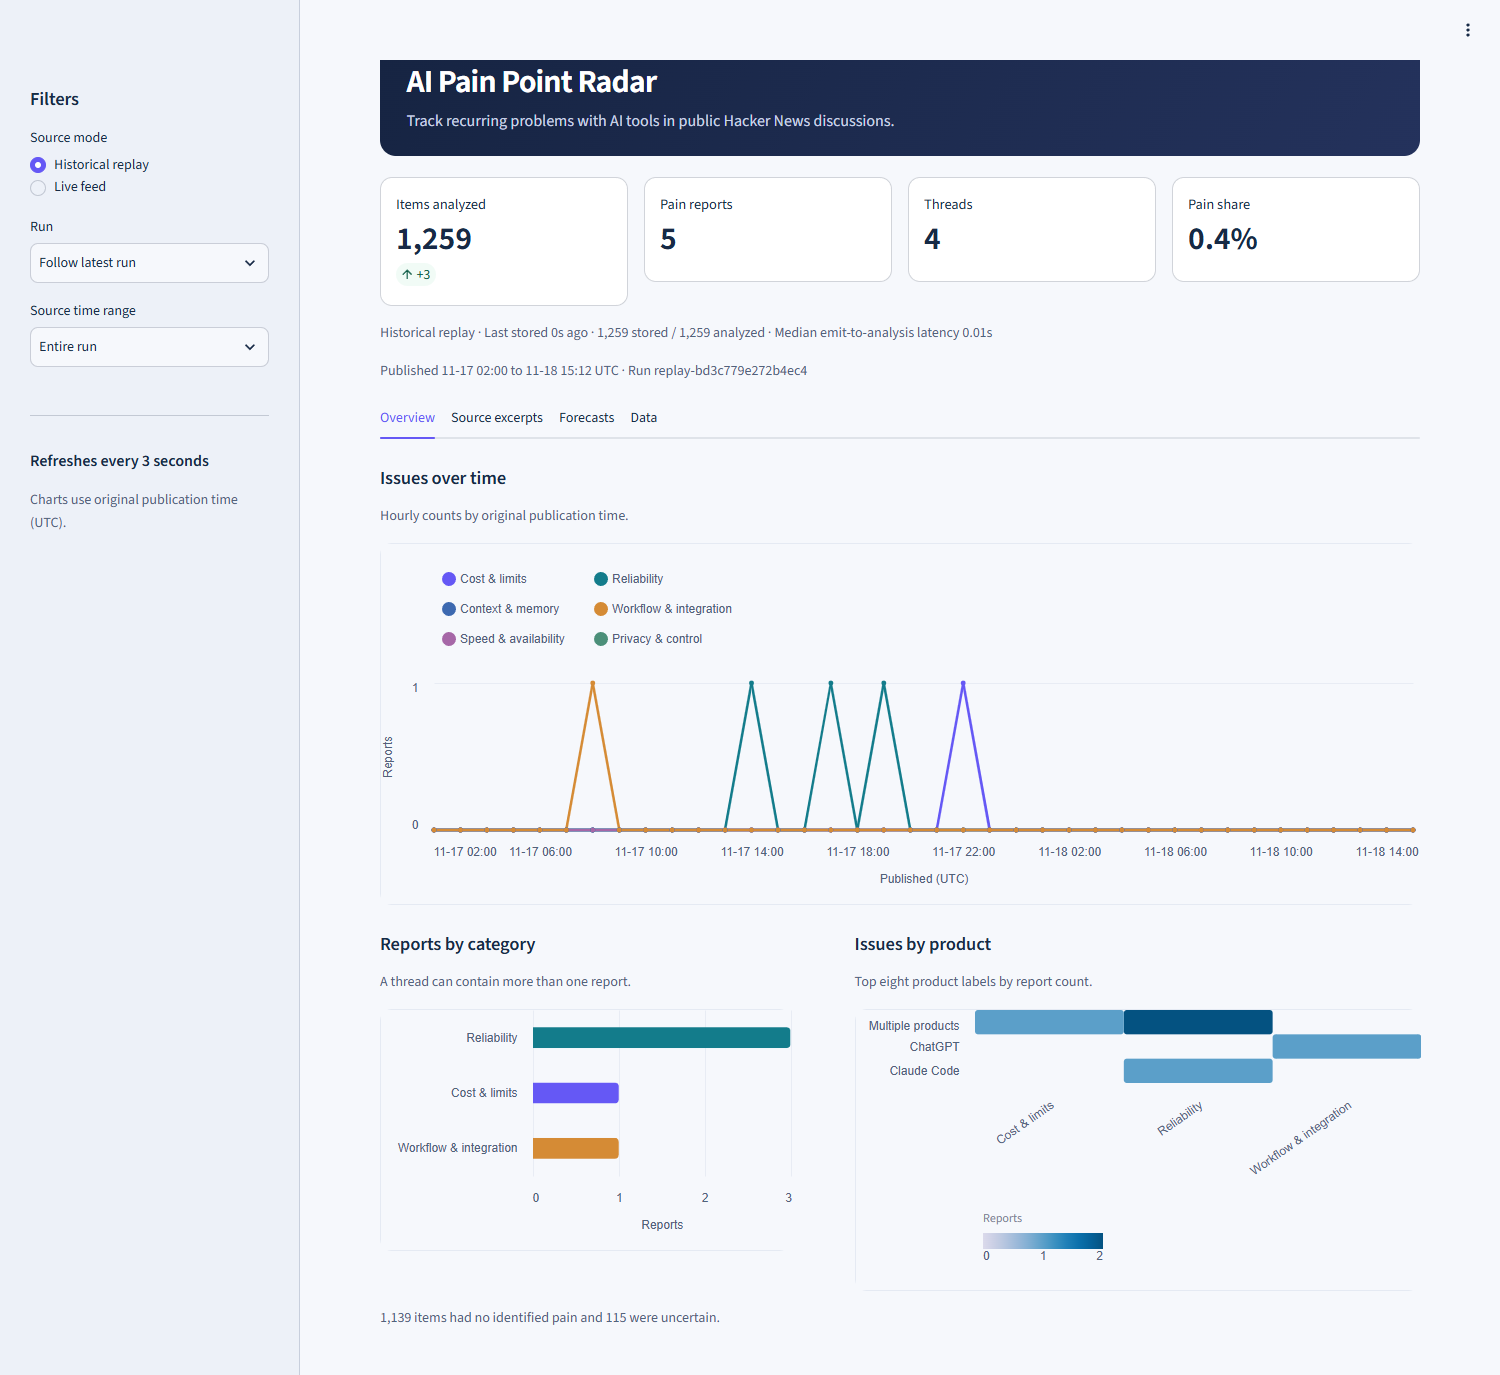 Filters
Source mode
Historical replay
Live feed
Run
Follow latest run
Source time range
Entire run
Refreshes every 3 seconds
Charts use original publication time
(UTC).
AI Pain Point Radar
Track recurring problems with AI tools in public Hacker News discussions.
Items analyzed
1,259
↑ +3
Pain reports
5
Threads
4
Pain share
0.4%
Historical replay · Last stored 0s ago · 1,259 stored / 1,259 analyzed · Median emit-to-analysis latency 0.01s
Published 11-17 02:00 to 11-18 15:12 UTC · Run replay-bd3c779e272b4ec4
Overview Source excerpts Forecasts Data
Issues over time
Hourly counts by original publication time.
Cost & limits Reliability
Context & memory Workflow & integration
Speed & availability Privacy & control
1
Reports
0
11-17 02:00 11-17 06:00 11-17 10:00 11-17 14:00 11-17 18:00 11-17 22:00 11-18 02:00 11-18 06:00 11-18 10:00 11-18 14:00
Published (UTC)
Reports by category
A thread can contain more than one report.
Reliability
Cost & limits
Workflow & integration
0 1 2 3
Reports
Issues by product
Top eight product labels by report count.
Multiple products
ChatGPT
Claude Code
Cost & limits Reliability Workflow & integration
Reports
0 1 2
1,139 items had no identified pain and 115 were uncertain.